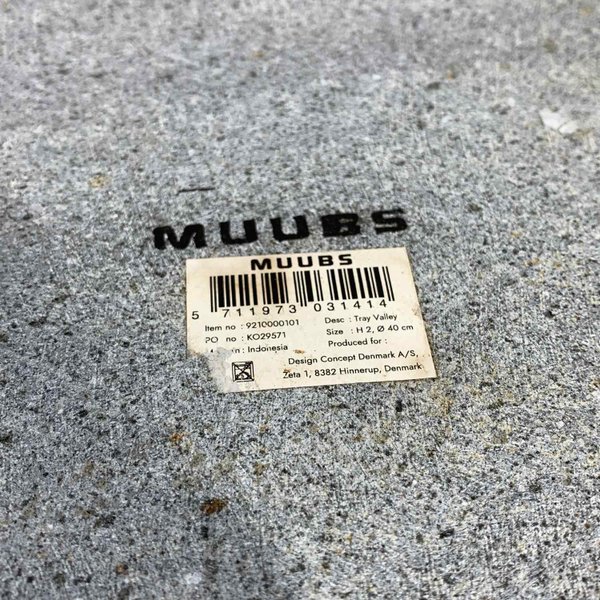 MUUBS
MUUBS
5 711973 031414
Item no : 9210000101 Desc : Tray Valley
PO no : KO29571 Size : H 2, Ø 40 cm
: Indonesia Produced for :
Design Concept Denmark A/S,
Zeta 1, 8382 Hinnerup, Denmark